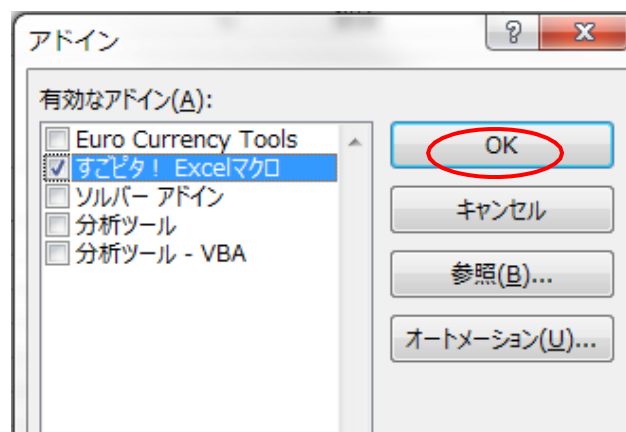 アドイン
有効なアドイン(A):
Euro Currency Tools
すごピタ！ Excelマクロ
ソルバー アドイン
分析ツール
分析ツール - VBA
OK
キャンセル
参照(B)...
オートメーション(U)...